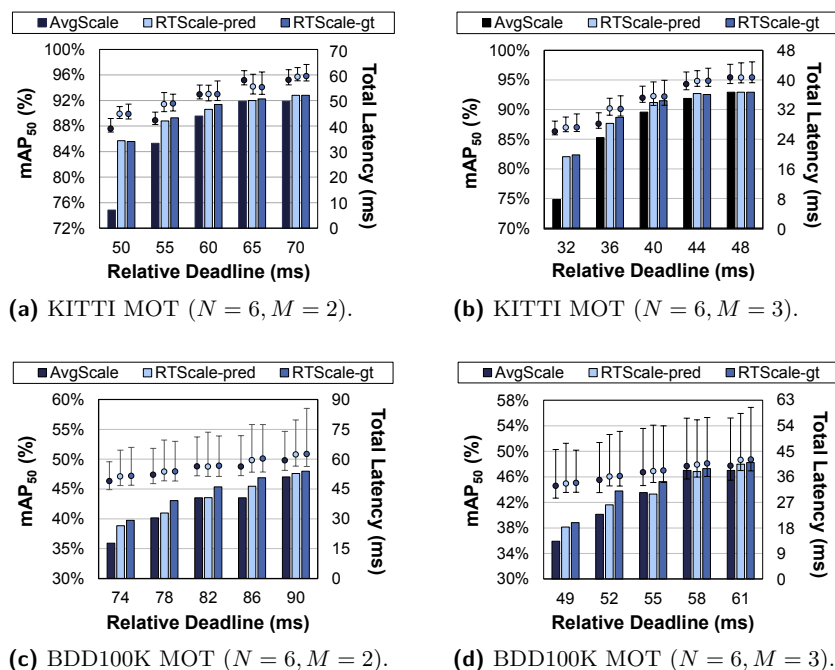 AvgScale RTScale-pred RTScale-gt
100% 96% 92% 88% 84% 80% 76% 72%
mAP50 (%)
70 60 50 40 30 20 10 0
Total Latency (ms)
50 55 60 65 70
Relative Deadline (ms)
(a) KITTI MOT (N = 6, M = 2).
AvgScale RTScale-pred RTScale-gt
100% 95% 90% 85% 80% 75% 70%
mAP50 (%)
48 40 32 24 16 8 0
Total Latency (ms)
32 36 40 44 48
Relative Deadline (ms)
(b) KITTI MOT (N = 6, M = 3).
AvgScale RTScale-pred RTScale-gt
60% 55% 50% 45% 40% 35% 30%
mAP50 (%)
90 75 60 45 30 15 0
Total Latency (ms)
74 78 82 86 90
Relative Deadline (ms)
(c) BDD100K MOT (N = 6, M = 2).
AvgScale RTScale-pred RTScale-gt
58% 54% 50% 46% 42% 38% 34% 30%
mAP50 (%)
63 54 45 36 27 18 9 0
Total Latency (ms)
49 52 55 58 61
Relative Deadline (ms)
(d) BDD100K MOT (N = 6, M = 3).